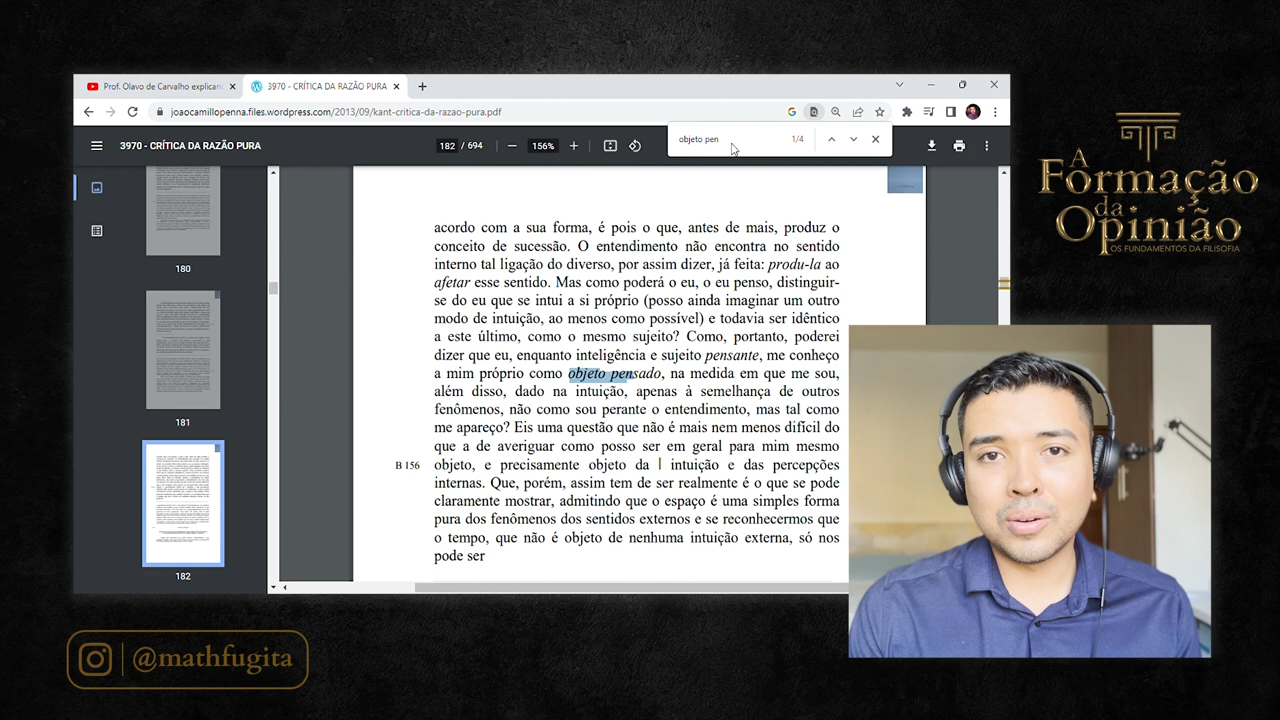 Prof. Olavo de Carvalho explican
3970 - CRÍTICA DA RAZÃO PURA
joaocamillopenna.files.wordpress.com/2013/09/kant-critica-da-razao-pura.pdf
3970 - CRÍTICA DA RAZÃO PURA
182 / 694
156%
objeto pen
1/4
180
181
182
acordo com a sua forma, é pois o que, antes de mais, produz o
conceito de sucessão. O entendimento não encontra no sentido
interno tal ligação do diverso, por assim dizer, já feita: produ-la ao
afetar esse sentido. Mas como poderá o eu, o eu penso, distinguir-
se do eu que se intui a si próprio (posso ainda imaginar um outro
modo de intuição, ao menos como possível) e todavia ser idêntico
a este último, como o mesmo sujeito? Como, portanto, poderei
dizer que eu, enquanto inteligência e sujeito pensante, me conheço
a mim próprio como objeto pensado, na medida em que me sou,
além disso, dado na intuição, apenas à semelhança de outros
fenômenos, não como sou perante o entendimento, mas tal como
me apareço? Eis uma questão que não é mais nem menos difícil do
que a de averiguar como posso ser em geral para mim mesmo
B 156 objeto e precisamente objeto da | intuição e das percepções
internas. Que, porém, assim tem de ser realmente é o que se pode
claramente mostrar, admitindo que o espaço é uma simples forma
pura dos fenômenos dos sentidos externos e se reconhecermos que
o tempo, que não é objeto de nenhuma intuição externa, só nos
pode ser
A
Formação
da
Opinião
OS FUNDAMENTOS DA FILISOFIA
@mathfugita